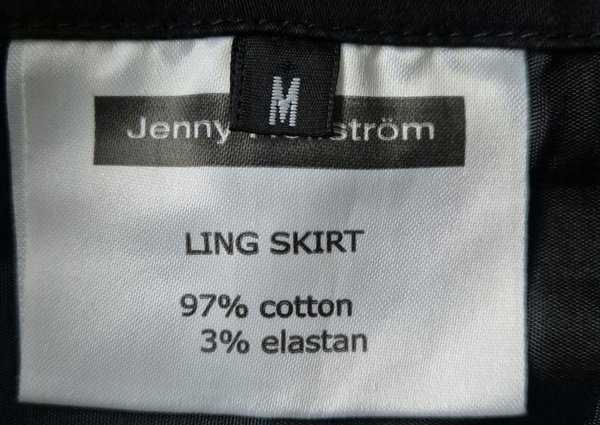 M
Jenny
LING SKIRT
97% cotton
3% elastan